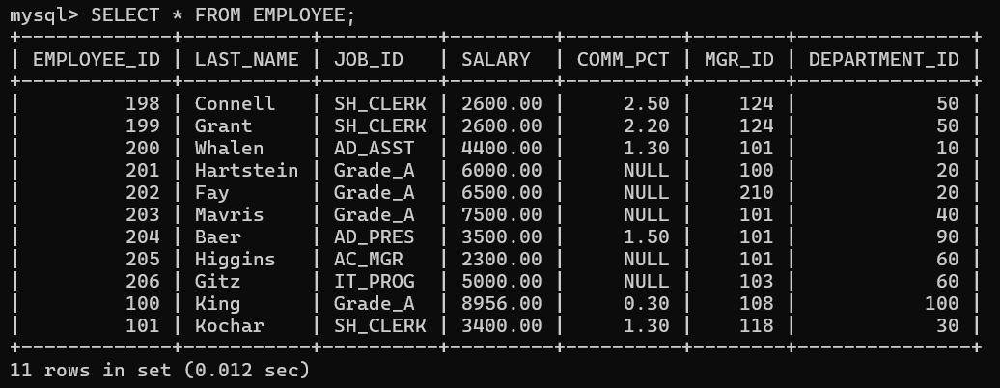 mysql> SELECT * FROM EMPLOYEE;
+-------------+-----------+----------+---------+----------+--------+---------------+
| EMPLOYEE_ID | LAST_NAME | JOB_ID   | SALARY  | COMM_PCT | MGR_ID | DEPARTMENT_ID |
+-------------+-----------+----------+---------+----------+--------+---------------+
|         198 | Connell   | SH_CLERK | 2600.00 |     2.50 |    124 |            50 |
|         199 | Grant     | SH_CLERK | 2600.00 |     2.20 |    124 |            50 |
|         200 | Whalen    | AD_ASST  | 4400.00 |     1.30 |    101 |            10 |
|         201 | Hartstein | Grade_A  | 6000.00 |     NULL |    100 |            20 |
|         202 | Fay       | Grade_A  | 6500.00 |     NULL |    210 |            20 |
|         203 | Mavris    | Grade_A  | 7500.00 |     NULL |    101 |            40 |
|         204 | Baer      | AD_PRES  | 3500.00 |     1.50 |    101 |            90 |
|         205 | Higgins   | AC_MGR   | 2300.00 |     NULL |    101 |            60 |
|         206 | Gitz      | IT_PROG  | 5000.00 |     NULL |    103 |            60 |
|         100 | King      | Grade_A  | 8956.00 |     0.30 |    108 |           100 |
|         101 | Kochar    | SH_CLERK | 3400.00 |     1.30 |    118 |            30 |
+-------------+-----------+----------+---------+----------+--------+---------------+
11 rows in set (0.012 sec)